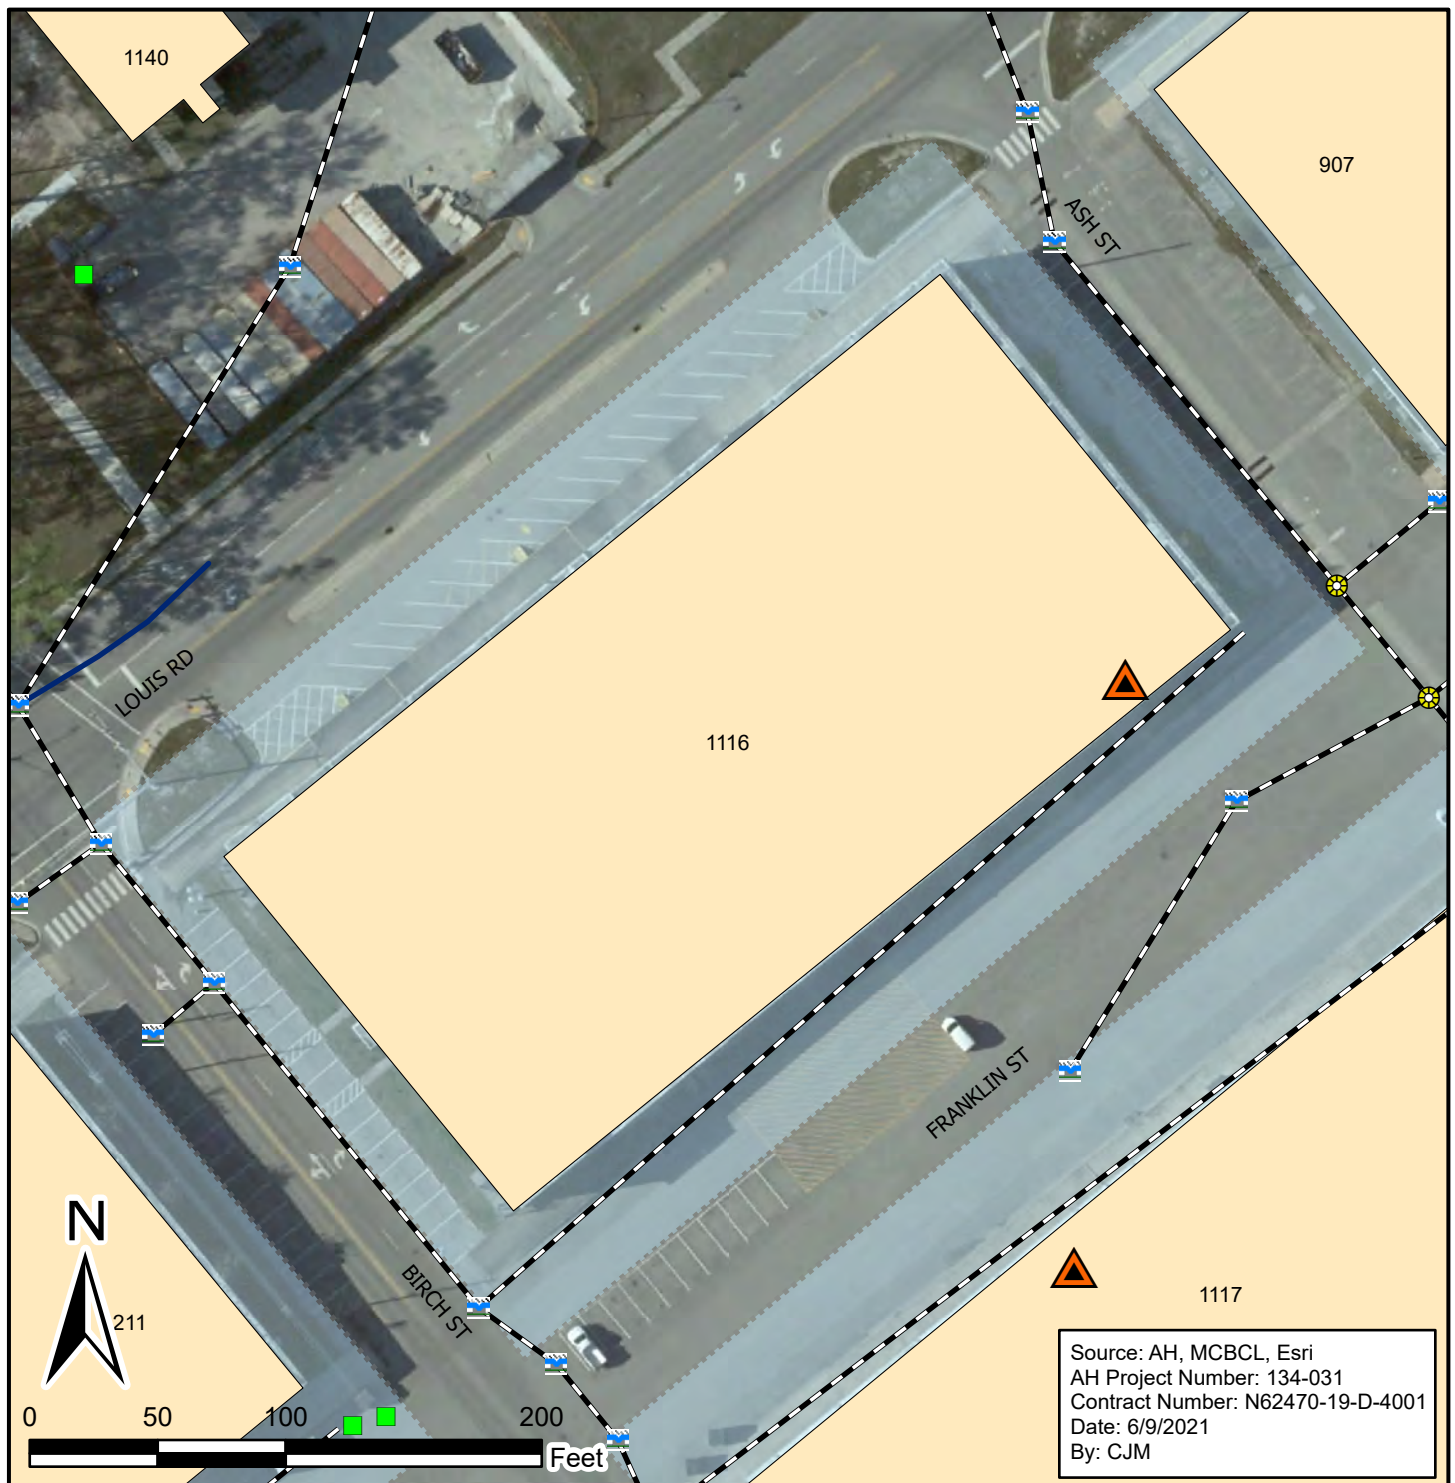 1140
907
ASH ST
LOUIS RD
1116
FRANKLIN ST
BIRCH ST
N
211
1117
0 50 100 200
Feet
Source: AH, MCBCL, Esri
AH Project Number: 134-031
Contract Number: N62470-19-D-4001
Date: 6/9/2021
By: CJM